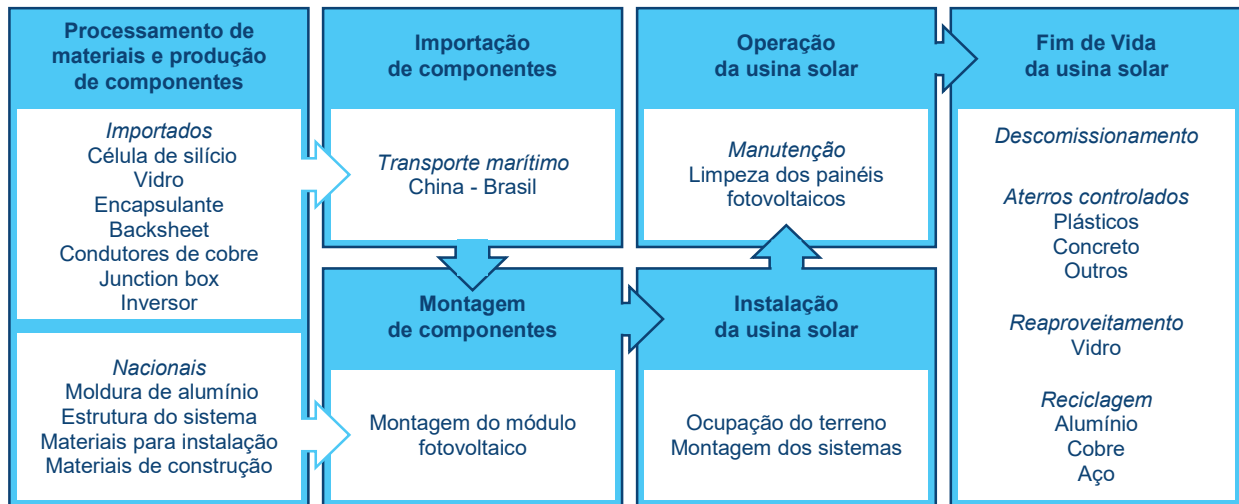 Processamento de
materiais e produção
de componentes
Importados
Célula de silício
Vidro
Encapsulante
Backsheet
Condutores de cobre
Junction box
Inversor
Nacionais
Moldura de alumínio
Estrutura do sistema
Materiais para instalação
Materiais de construção
Importação
de componentes
Transporte marítimo
China - Brasil
Montagem
de componentes
Montagem do módulo
fotovoltaico
Operação
da usina solar
Manutenção
Limpeza dos painéis
fotovoltaicos
Instalação
da usina solar
Ocupação do terreno
Montagem dos sistemas
Fim de Vida
da usina solar
Descomissionamento
Aterros controlados
Plásticos
Concreto
Outros
Reaproveitamento
Vidro
Reciclagem
Alumínio
Cobre
Aço